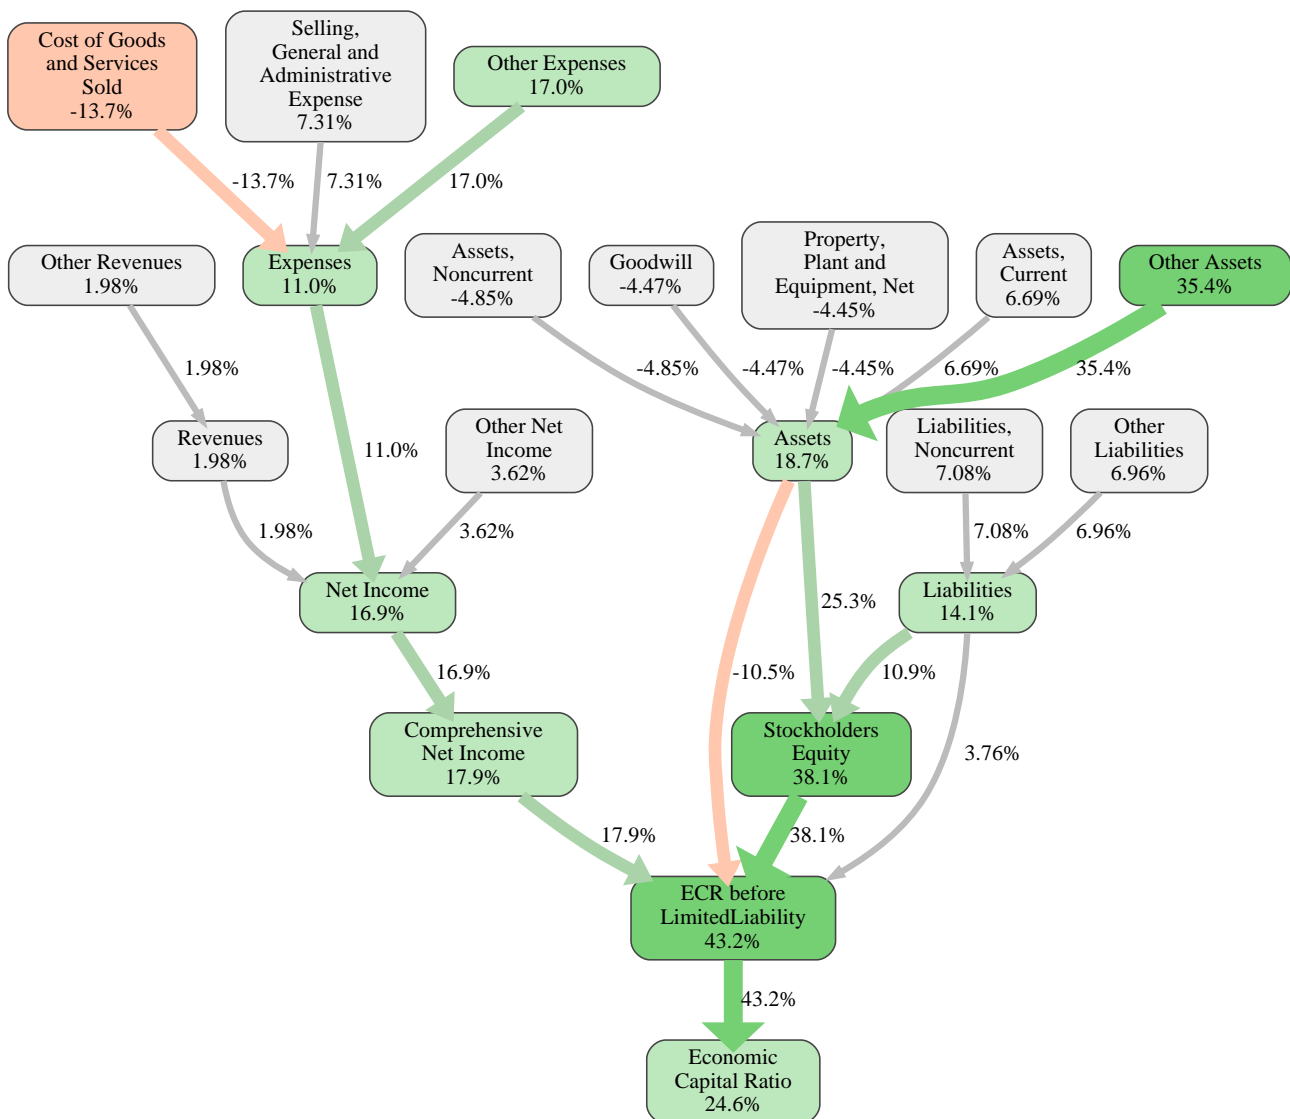 Cost of Goods
and Services
Sold
-13.7%
Selling,
General and
Administrative
Expense
7.31%
Other Expenses
17.0%
-13.7%
7.31%
17.0%
Other Revenues
1.98%
Expenses
11.0%
Assets,
Noncurrent
-4.85%
Goodwill
-4.47%
Property,
Plant and
Equipment, Net
-4.45%
Assets,
Current
6.69%
Other Assets
35.4%
1.98%
-4.85%
-4.47%
-4.45%
6.69%
35.4%
Revenues
1.98%
11.0%
Other Net
Income
3.62%
Assets
18.7%
Liabilities,
Noncurrent
7.08%
Other
Liabilities
6.96%
1.98%
3.62%
7.08%
6.96%
Net Income
16.9%
25.3%
Liabilities
14.1%
16.9%
-10.5%
10.9%
Comprehensive
Net Income
17.9%
Stockholders
Equity
38.1%
3.76%
17.9%
38.1%
ECR before
LimitedLiability
43.2%
43.2%
Economic
Capital Ratio
24.6%